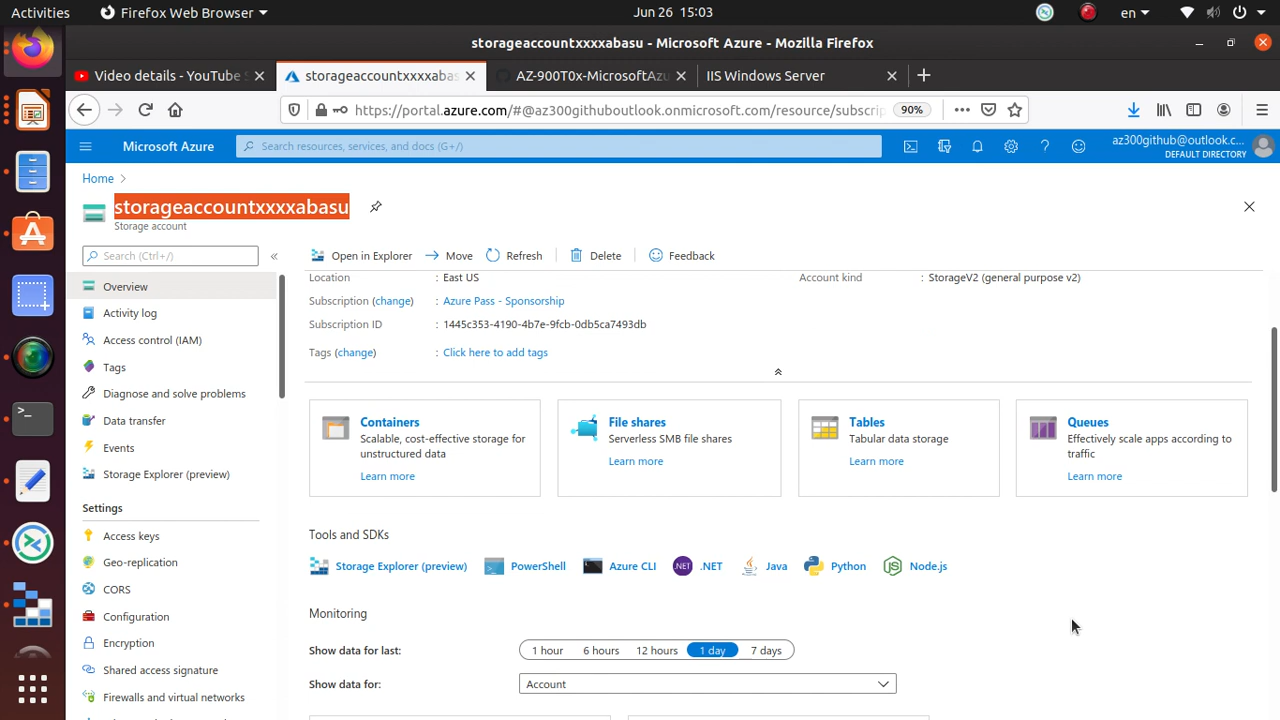 Activities
Firefox Web Browser
Jun 26 15:03
en
storageaccountxxxxabasu - Microsoft Azure - Mozilla Firefox
Video details - YouTube S
storageaccountxxxxabas
AZ-900T0x-MicrosoftAzu
IIS Windows Server
https://portal.azure.com/#@az300githuboutlook.onmicrosoft.com/resource/subscrip
90%
Microsoft Azure
Search resources, services, and docs (G+/)
az300github@outlook.c...
DEFAULT DIRECTORY
Home
storageaccountxxxxabasu
Storage account
Search (Ctrl+/)
Open in Explorer
Move
Refresh
Delete
Feedback
Overview
Activity log
Access control (IAM)
Tags
Diagnose and solve problems
Data transfer
Events
Storage Explorer (preview)
Settings
Access keys
Geo-replication
CORS
Configuration
Encryption
Shared access signature
Firewalls and virtual networks
Location : East US
Account kind : StorageV2 (general purpose v2)
Subscription (change) : Azure Pass - Sponsorship
Subscription ID : 1445c353-4190-4b7e-9fcb-0db5ca7493db
Tags (change) : Click here to add tags
Containers
Scalable, cost-effective storage for
unstructured data
Learn more
File shares
Serverless SMB file shares
Learn more
Tables
Tabular data storage
Learn more
Queues
Effectively scale apps according to
traffic
Learn more
Tools and SDKs
Storage Explorer (preview)
PowerShell
Azure CLI
.NET
Java
Python
Node.js
Monitoring
Show data for last:
1 hour
6 hours
12 hours
1 day
7 days
Show data for:
Account